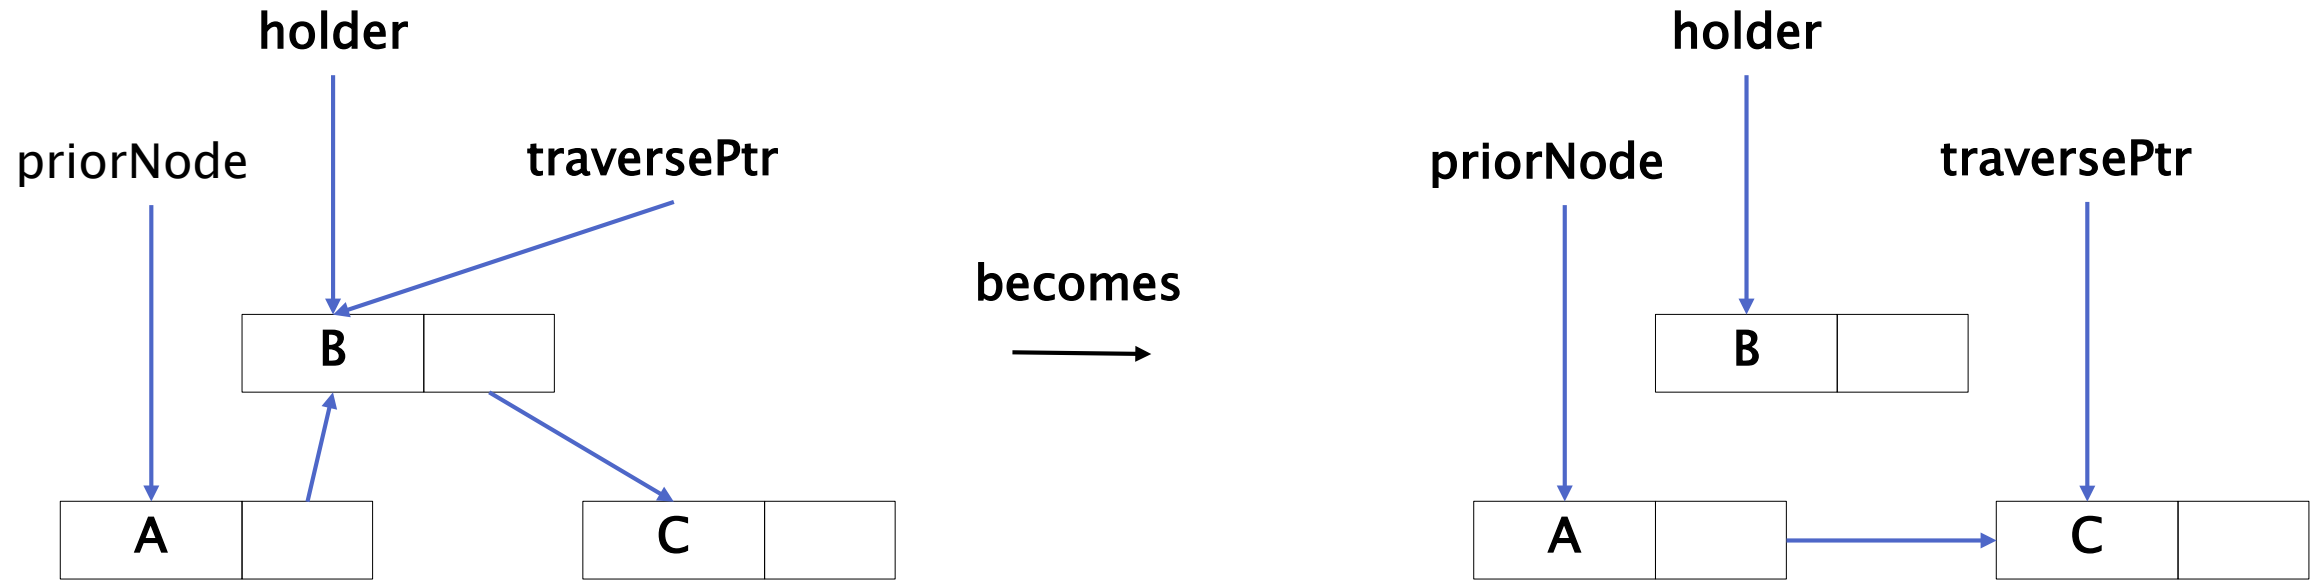 holder
priorNode
traversePtr
B
A
C
becomes
holder
priorNode
traversePtr
B
A
C